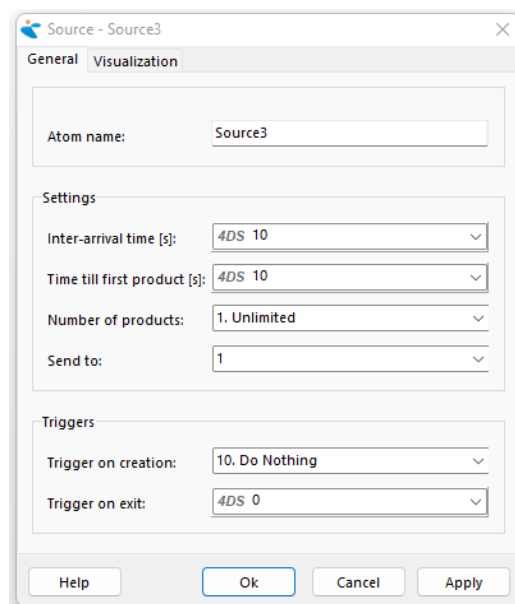 Source - Source3
General Visualization
Atom name: Source3
Settings
Inter-arrival time [s]: 4DS 10
Time till first product [s]: 4DS 10
Number of products: 1. Unlimited
Send to: 1
Triggers
Trigger on creation: 10. Do Nothing
Trigger on exit: 4DS 0
Help Ok Cancel Apply